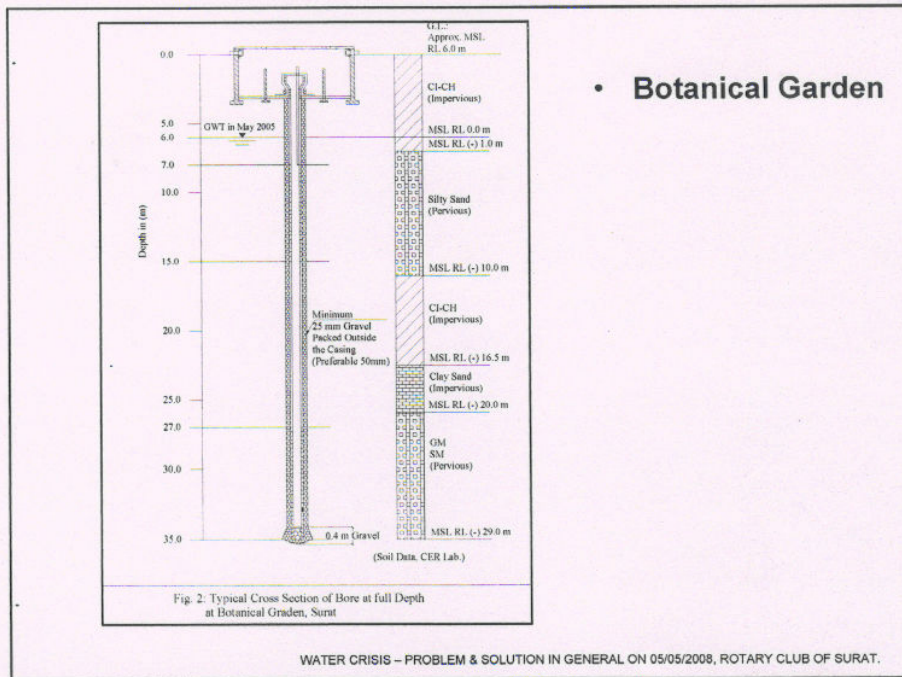 G.L.:
Approx. MSL
RL 6.0 m
0.0
CI-CH
(Impervious)
• Botanical Garden
5.0
GWT in May 2005
6.0
MSL RL 0.0 m
MSL RL (-) 1.0 m
7.0
10.0
Depth in (m)
Silty Sand
(Pervious)
15.0
MSL RL (-) 10.0 m
Minimum
25 mm Gravel
Packed Outside
the Casing
(Preferable 50mm)
CI-CH
(Impervious)
20.0
MSL RL (-) 16.5 m
Clay Sand
(Impervious)
25.0
MSL RL (-) 20.0 m
27.0
GM
SM
(Pervious)
30.0
35.0
0.4 m Gravel
MSL RL (-) 29.0 m
(Soil Data, CER Lab.)
Fig. 2: Typical Cross Section of Bore at full Depth
at Botanical Graden, Surat
WATER CRISIS – PROBLEM & SOLUTION IN GENERAL ON 05/05/2008, ROTARY CLUB OF SURAT.